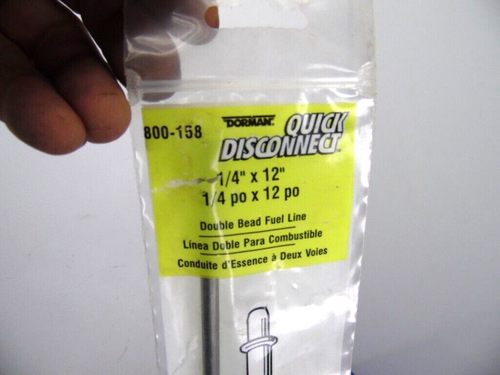 800-158
DORMAN QUICK
DISCONNECT
1/4" x 12"
1/4 po x 12 po
Double Bead Fuel Line
Línea Doble Para Combustible
Conduite d'Essence à Deux Voies